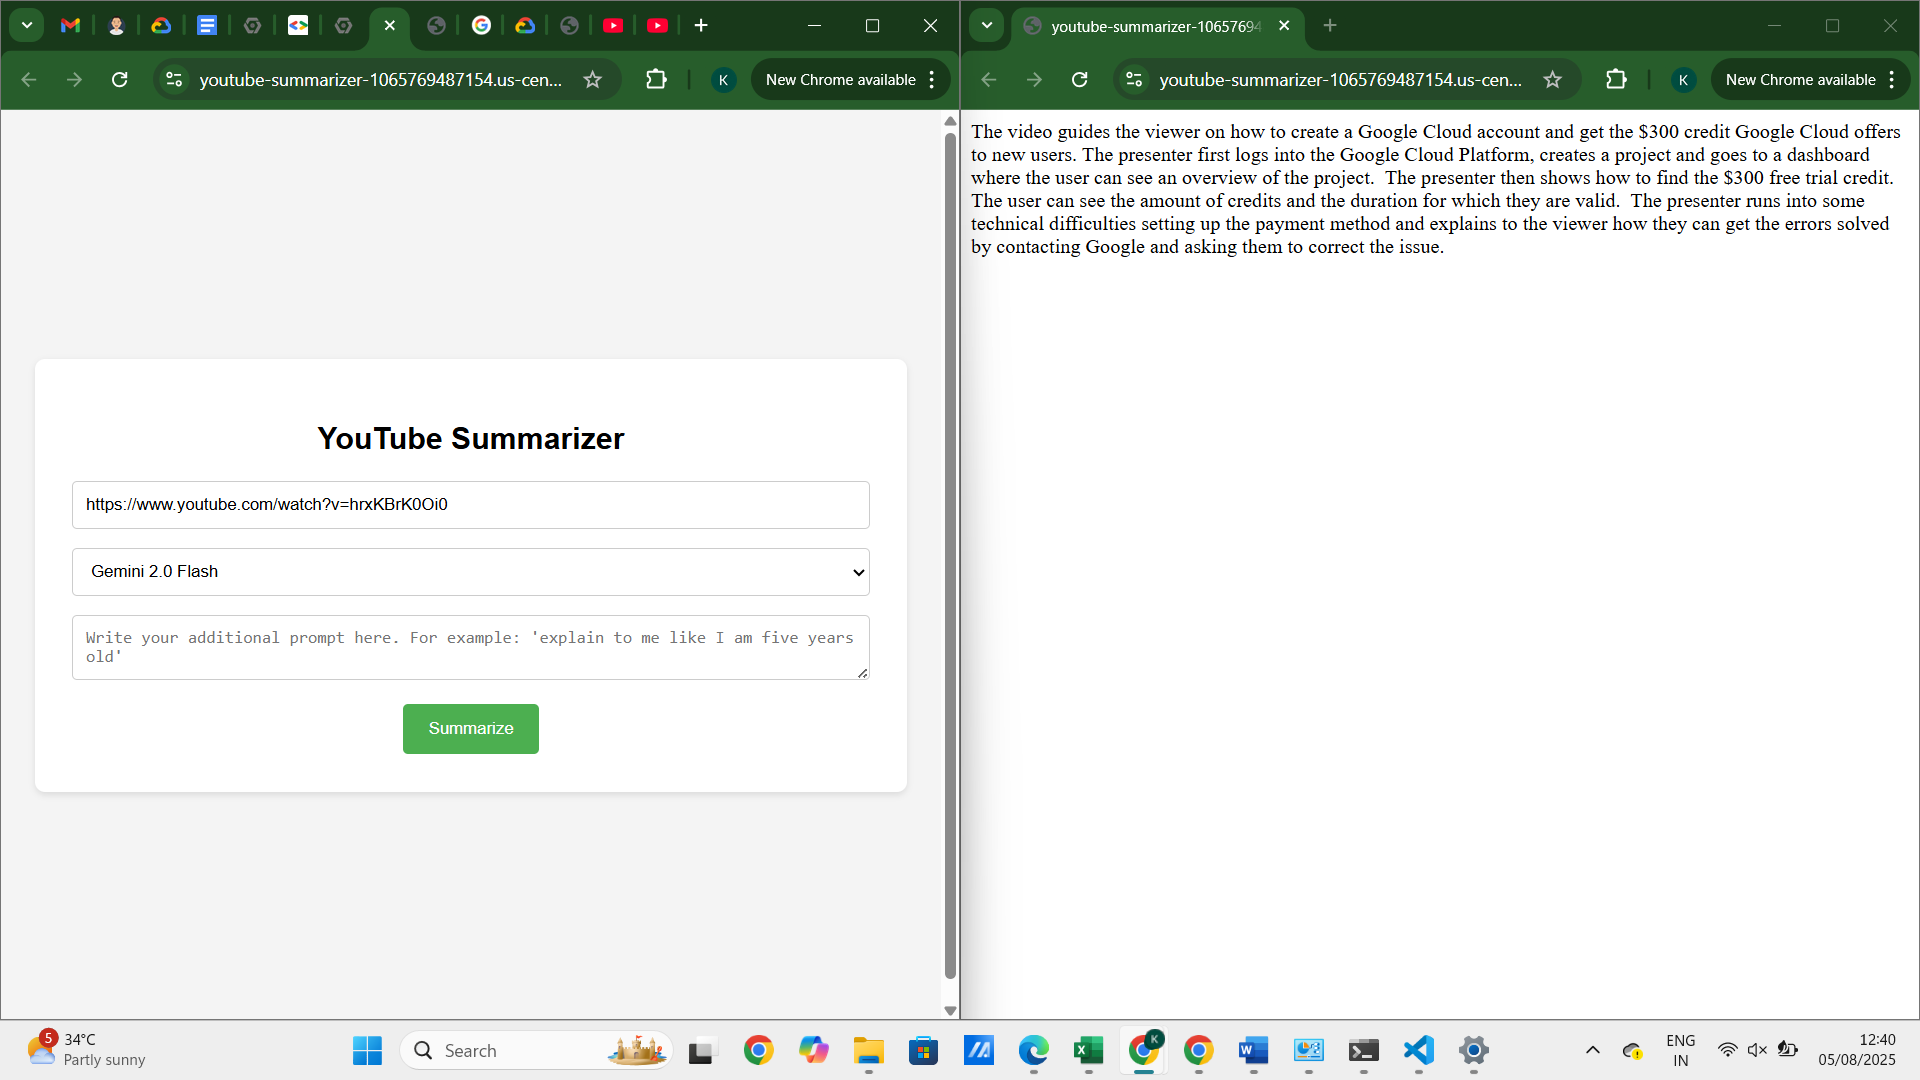 youtube-summarizer-1065769487154.us-cen...
K
New Chrome available
YouTube Summarizer
https://www.youtube.com/watch?v=hrxKBrK0Oi0
Gemini 2.0 Flash
Write your additional prompt here. For example: 'explain to me like I am five years
old'
Summarize
youtube-summarizer-10657694
youtube-summarizer-1065769487154.us-cen...
K
New Chrome available
The video guides the viewer on how to create a Google Cloud account and get the $300 credit Google Cloud offers
to new users. The presenter first logs into the Google Cloud Platform, creates a project and goes to a dashboard
where the user can see an overview of the project.  The presenter then shows how to find the $300 free trial credit.
The user can see the amount of credits and the duration for which they are valid.  The presenter runs into some
technical difficulties setting up the payment method and explains to the viewer how they can get the errors solved
by contacting Google and asking them to correct the issue.
5
34°C
Partly sunny
Search
K
ENG
IN
12:40
05/08/2025